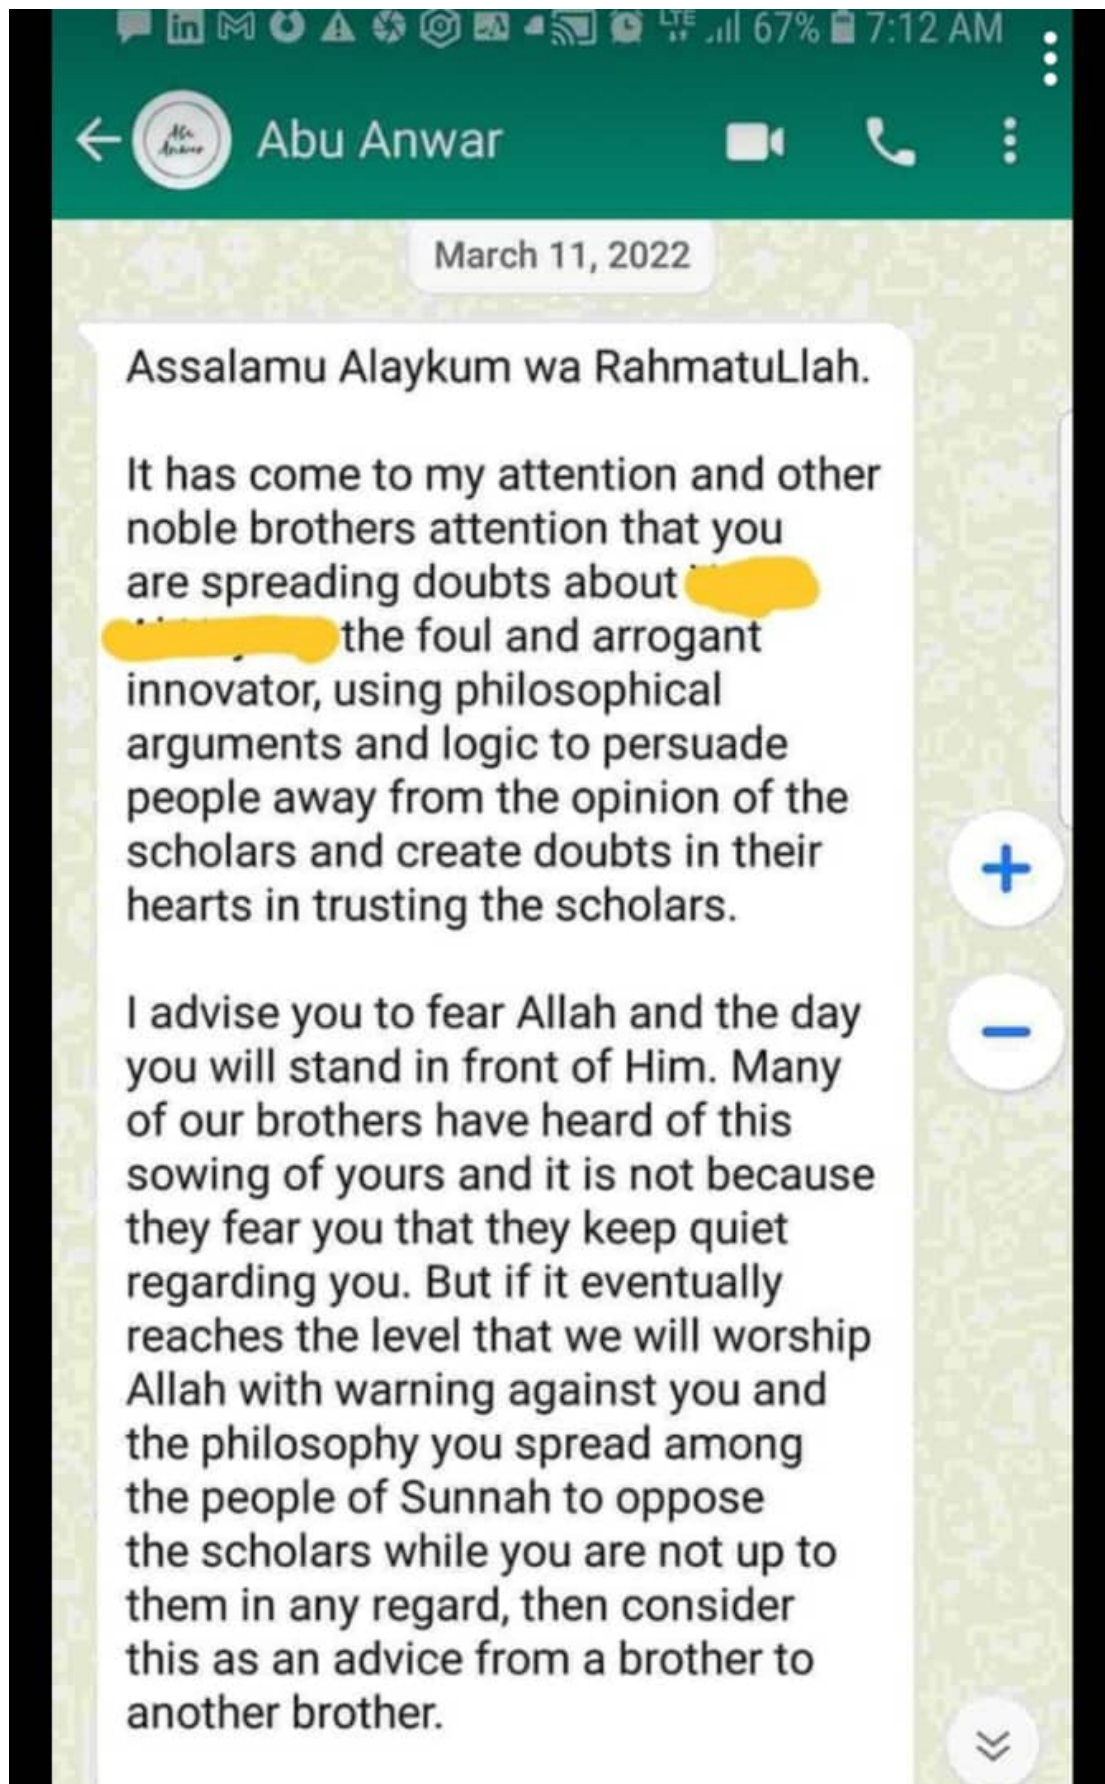 LTE 67% 7:12 AM
Abu Anwar
March 11, 2022
Assalamu Alaykum wa RahmatuLlah.
It has come to my attention and other
noble brothers attention that you
are spreading doubts about
the foul and arrogant
innovator, using philosophical
arguments and logic to persuade
people away from the opinion of the
scholars and create doubts in their
hearts in trusting the scholars.
I advise you to fear Allah and the day
you will stand in front of Him. Many
of our brothers have heard of this
sowing of yours and it is not because
they fear you that they keep quiet
regarding you. But if it eventually
reaches the level that we will worship
Allah with warning against you and
the philosophy you spread among
the people of Sunnah to oppose
the scholars while you are not up to
them in any regard, then consider
this as an advice from a brother to
another brother.